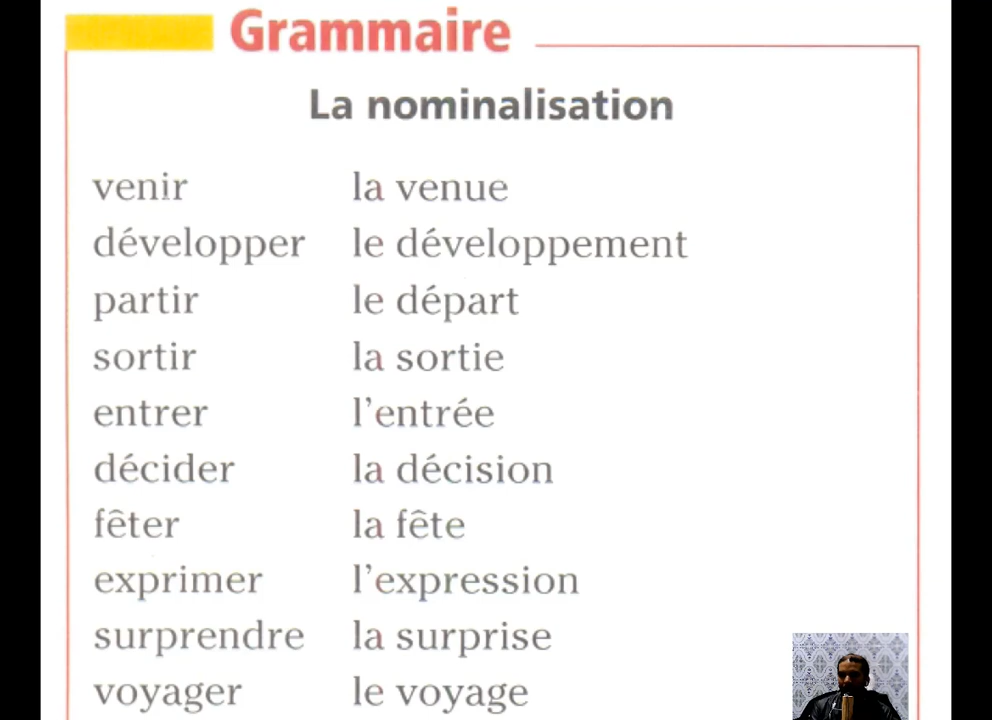 Grammaire
La nominalisation
venir la venue
développer le développement
partir le départ
sortir la sortie
entrer l'entrée
décider la décision
fêter la fête
exprimer l'expression
surprendre la surprise
voyager le voyage